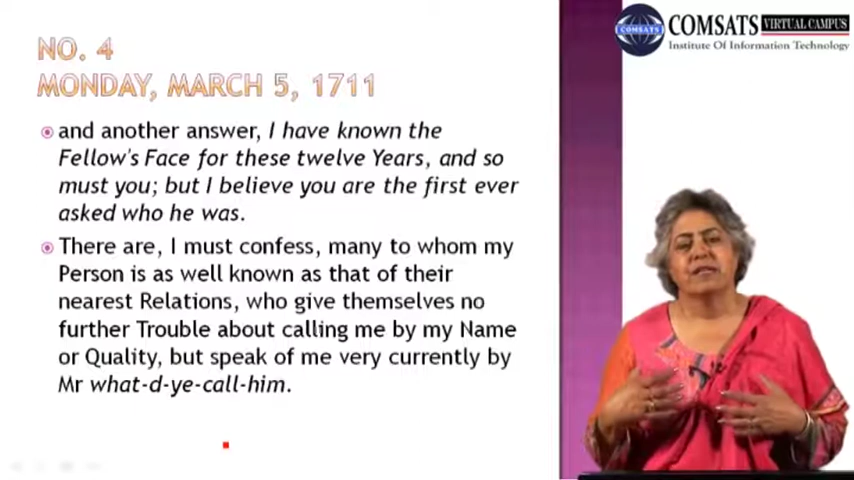 NO. 4
MONDAY, MARCH 5, 1711
and another answer, I have known the
Fellow's Face for these twelve Years, and so
must you; but I believe you are the first ever
asked who he was.
There are, I must confess, many to whom my
Person is as well known as that of their
nearest Relations, who give themselves no
further Trouble about calling me by my Name
or Quality, but speak of me very currently by
Mr what-d-ye-call-him.
COMSATS
COMSATS VIRTUAL CAMPUS
Institute Of Information Technology